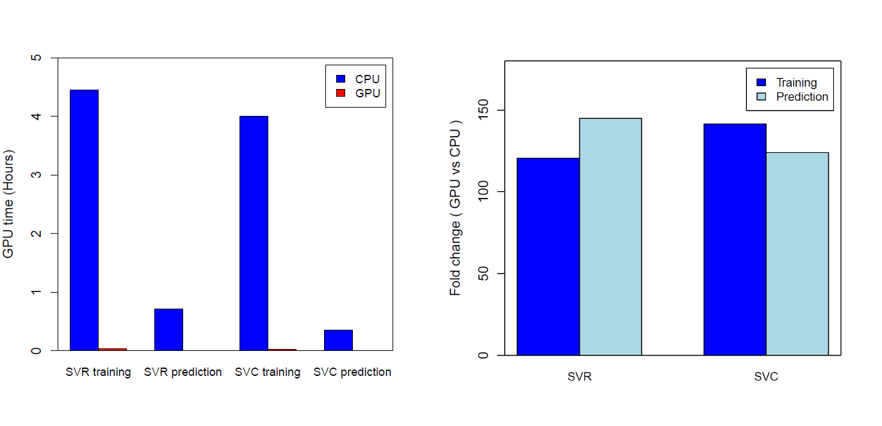 GPU time (Hours)
5
4
3
2
1
0
CPU
GPU
SVR training
SVR prediction
SVC training
SVC prediction
Fold change ( GPU vs CPU )
150
100
50
0
Training
Prediction
SVR
SVC